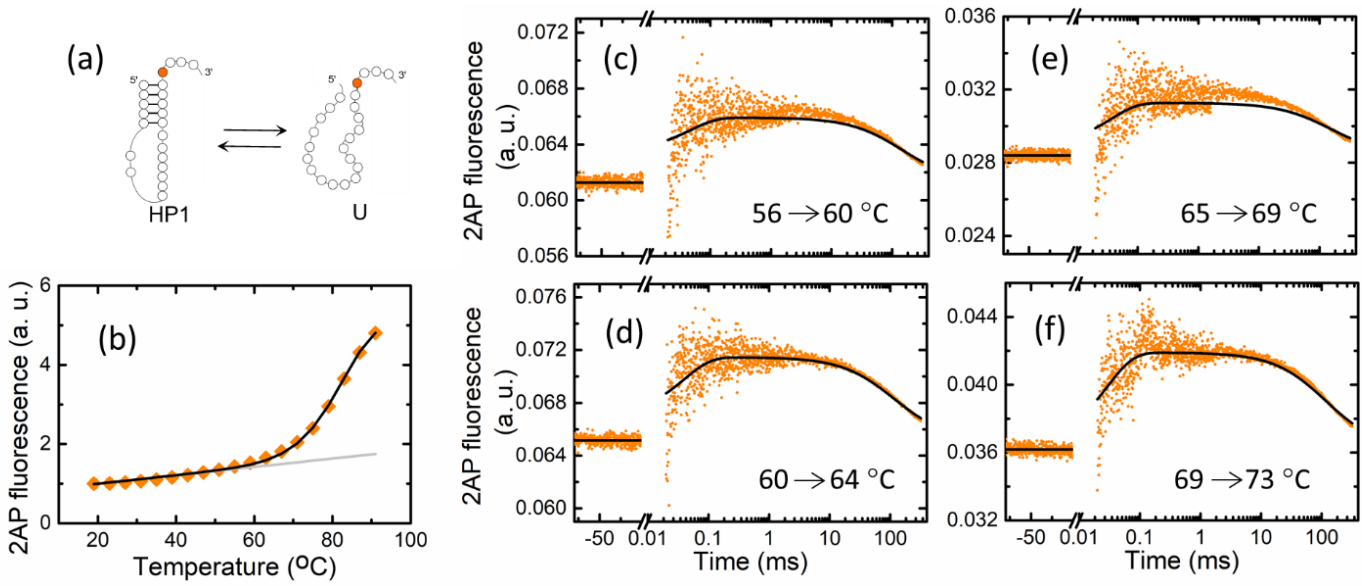 (a)
5'
3'
HP1
5'
3'
U
(b)
2AP fluorescence (a. u.)
6
4
2
0
20 40 60 80 100
Temperature (⁰C)
(c)
2AP fluorescence
(a. u.)
0.072
0.068
0.064
0.060
0.056
56 → 60 °C
(e)
0.036
0.032
0.028
0.024
65 → 69 °C
(d)
2AP fluorescence
(a. u.)
0.076
0.072
0.068
0.064
0.060
60 → 64 °C
-50 0.01 0.1 1 10 100
Time (ms)
(f)
0.044
0.040
0.036
0.032
69 → 73 °C
-50 0.01 0.1 1 10 100
Time (ms)